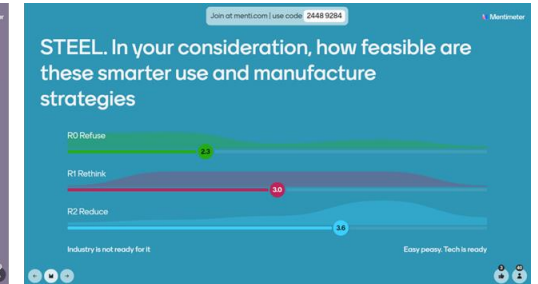 Join at menti.com | use code 2448 9284
Mentimeter
STEEL. In your consideration, how feasible are
these smarter use and manufacture
strategies
R0 Refuse
2.3
R1 Rethink
3.0
R2 Reduce
3.6
Industry is not ready for it
Easy peasy. Tech is ready